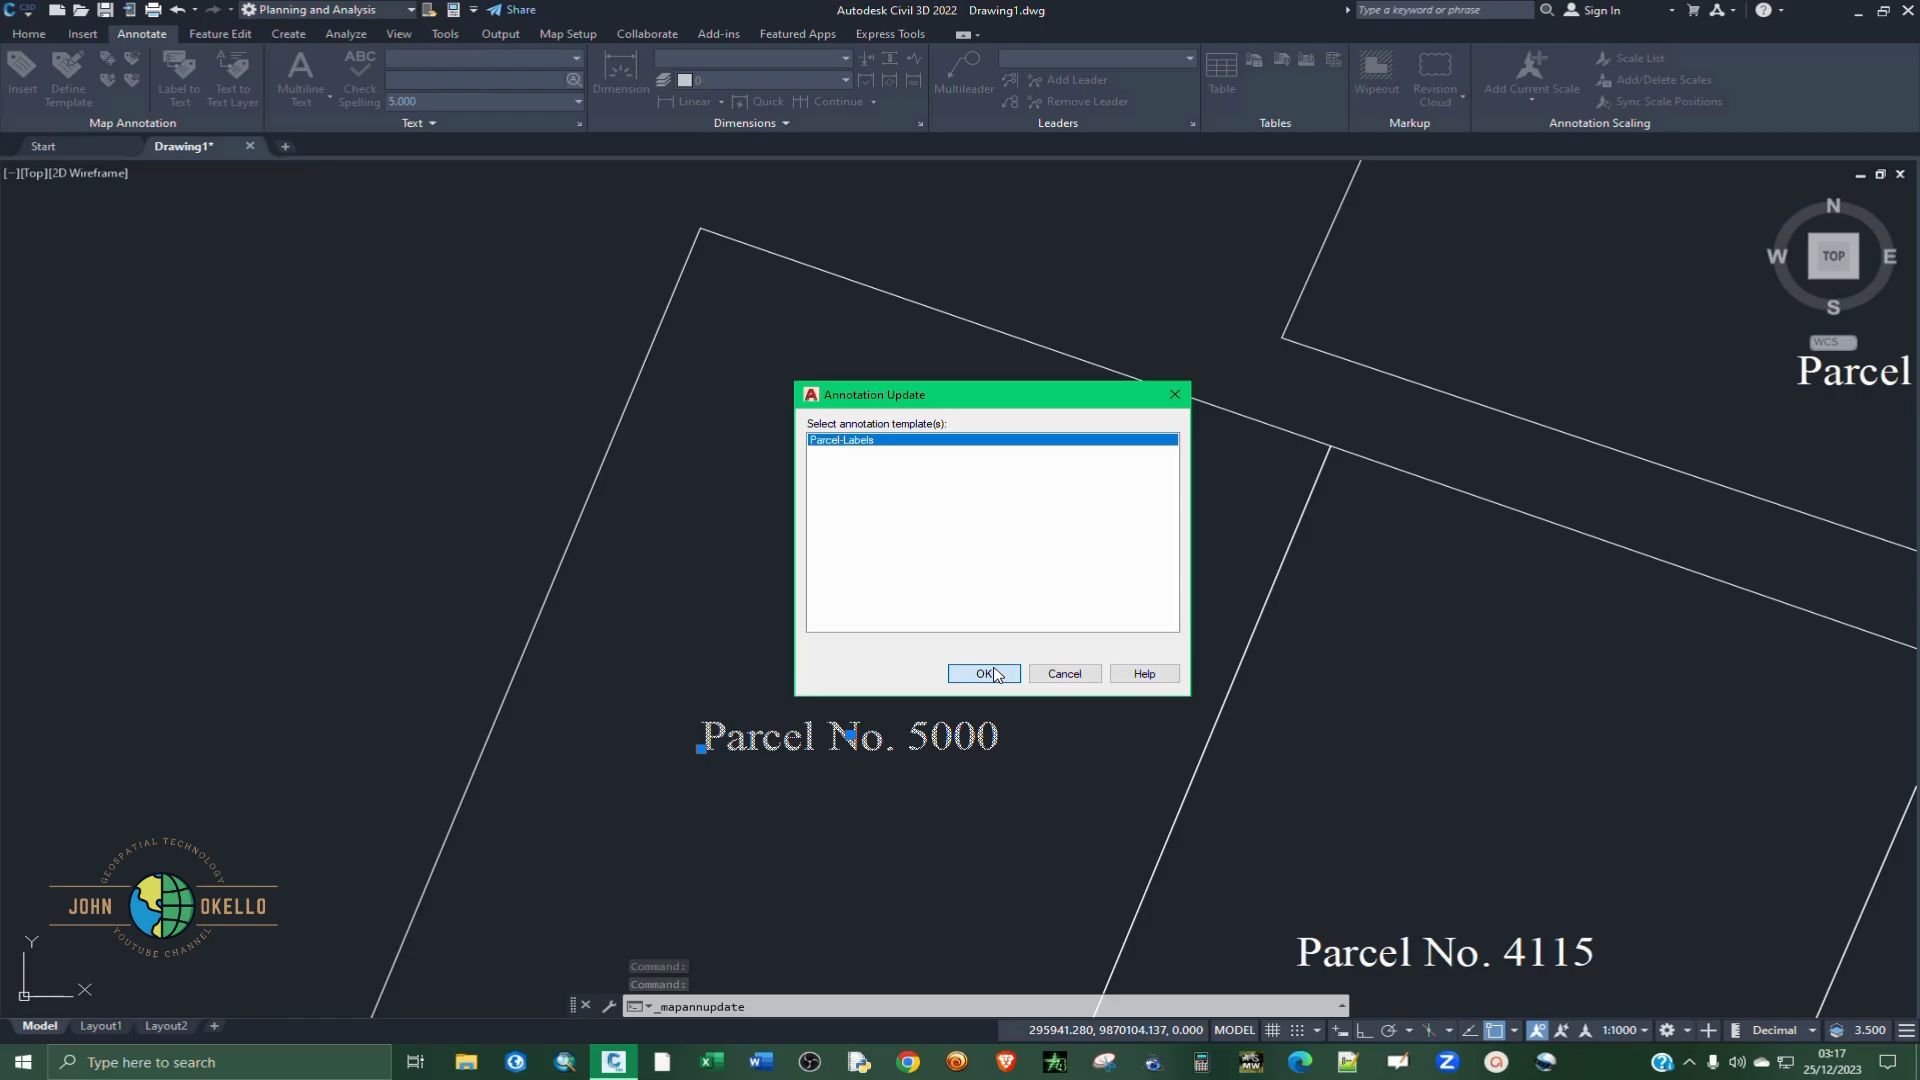 C3D
Planning and Analysis
Share
Autodesk Civil 3D 2022 Drawing1.dwg
Type a keyword or phrase
Sign In
Home Insert Annotate Feature Edit Create Analyze View Tools Output Map Setup Collaborate Add-ins Featured Apps Express Tools
Insert
Define
Template
Label to
Text
Text to
Text Layer
Map Annotation
Multiline
Text
ABC
Check
Spelling
5.000
Text
Dimension
0
Linear
Quick
Continue
Dimensions
Multileader
Add Leader
Remove Leader
Leaders
Table
Tables
Wipeout
Revision
Cloud
Markup
Add Current Scale
Scale List
Add/Delete Scales
Sync Scale Positions
Annotation Scaling
Start
Drawing1*
[−][Top][2D Wireframe]
N
W TOP E
S
WCS
Parcel
Annotation Update
Select annotation template(s):
Parcel-Labels
OK
Cancel
Help
Parcel No. 5000
Parcel No. 4115
GEOSPATIAL TECHNOLOGY
JOHN OKELLO
YOUTUBE CHANNEL
Y
X
Command:
Command:
_mapannupdate
Model Layout1 Layout2
295941.280, 9870104.137, 0.000 MODEL
1:1000
Decimal
3.500
Type here to search
03:17
25/12/2023